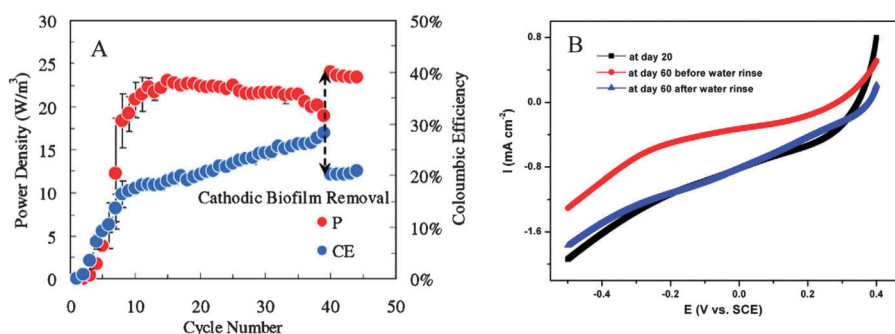 A
30
25
20
15
10
5
0
Power Density (W/m³)
50%
40%
30%
20%
10%
0%
Coloumbic Efficiency
Cathodic Biofilm Removal
P
CE
0
10
20
30
40
50
Cycle Number
B
at day 20
at day 60 before water rinse
at day 60 after water rinse
0.8
0.0
-0.8
-1.6
I (mA cm⁻²)
-0.4
-0.2
0.0
0.2
0.4
E (V vs. SCE)